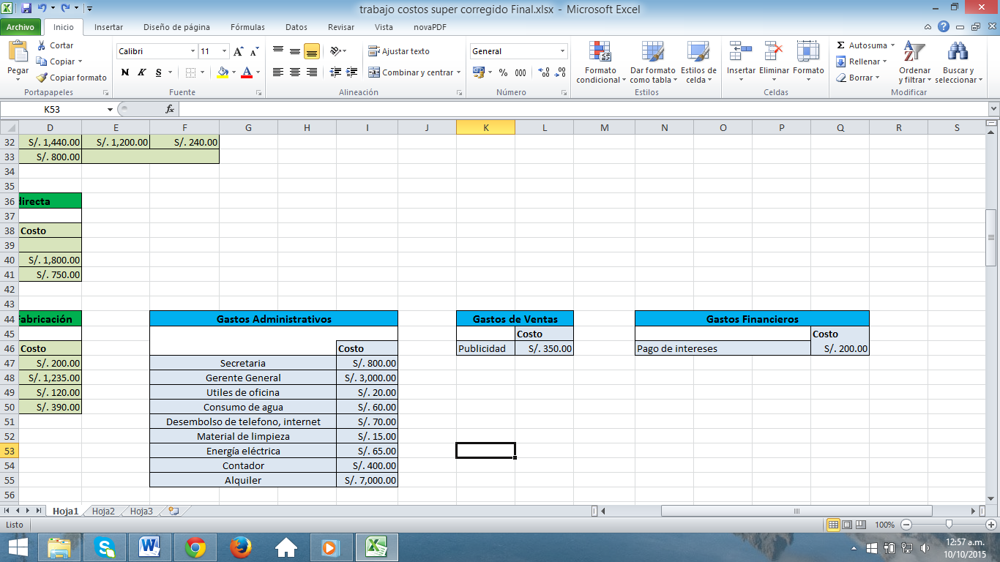 trabajo costos super corregido Final.xlsx - Microsoft Excel
Archivo Inicio Insertar Diseño de página Fórmulas Datos Revisar Vista novaPDF
Pegar
Cortar
Copiar
Copiar formato
Portapapeles
Calibri 11
N K S
Fuente
Ajustar texto
Combinar y centrar
Alineación
General
% 000
Número
Formato condicional
Dar formato como tabla
Estilos de celda
Estilos
Insertar Eliminar Formato
Celdas
Autosuma
Rellenar
Borrar
Ordenar y filtrar
Buscar y seleccionar
Modificar
K53 fx
D E F G H I J K L M N O P Q R S
32 S/. 1,440.00 S/. 1,200.00 S/. 240.00
33 S/. 800.00
34
35
36 directa
37
38 Costo
39
40 S/. 1,800.00
41 S/. 750.00
42
43
44 Fabricación Gastos Administrativos Gastos de Ventas Gastos Financieros
45 Costo Costo
46 Costo Costo Publicidad S/. 350.00 Pago de intereses S/. 200.00
47 S/. 200.00 Secretaria S/. 800.00
48 S/. 1,235.00 Gerente General S/. 3,000.00
49 S/. 120.00 Utiles de oficina S/. 20.00
50 S/. 390.00 Consumo de agua S/. 60.00
51 Desembolso de telefono, internet S/. 70.00
52 Material de limpieza S/. 15.00
53 Energía eléctrica S/. 65.00
54 Contador S/. 400.00
55 Alquiler S/. 7,000.00
56
Hoja1 Hoja2 Hoja3
Listo 100%
12:57 a.m.
10/10/2015